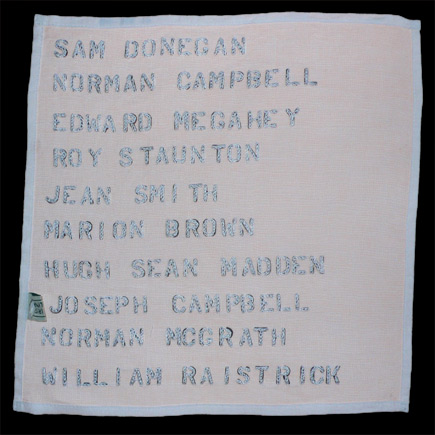 SAM DONEGAN
NORMAN CAMPBELL
EDWARD MEGAHEY
ROY STAUNTON
JEAN SMITH
MARION BROWN
HUGH SEAN MADDEN
JOSEPH CAMPBELL
NORMAN MCGRATH
WILLIAM RAISTRICK